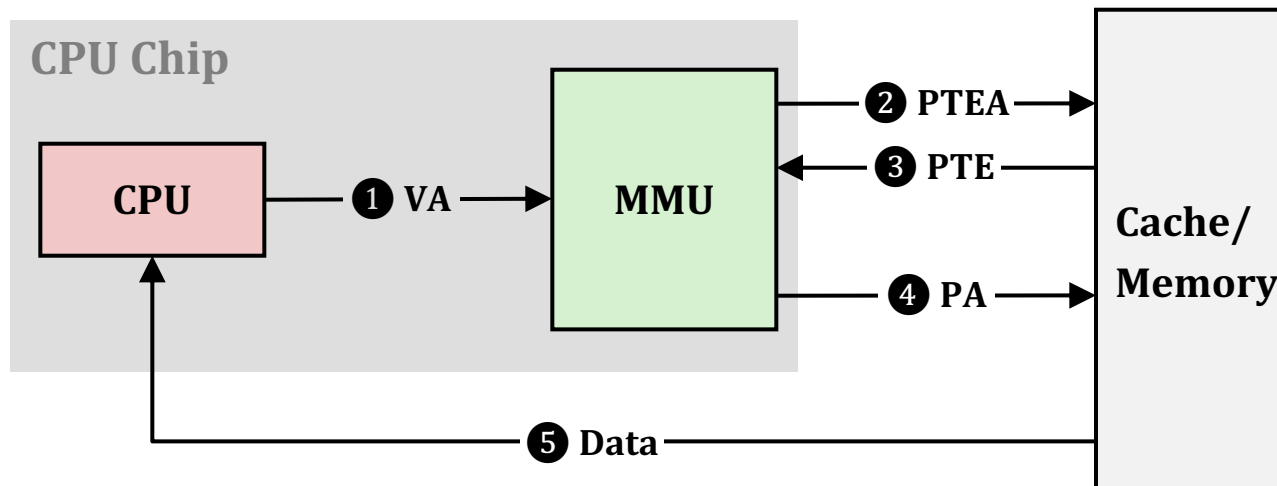 CPU Chip
CPU
❶ VA
MMU
❷ PTEA
❸ PTE
❹ PA
❺ Data
Cache/
Memory